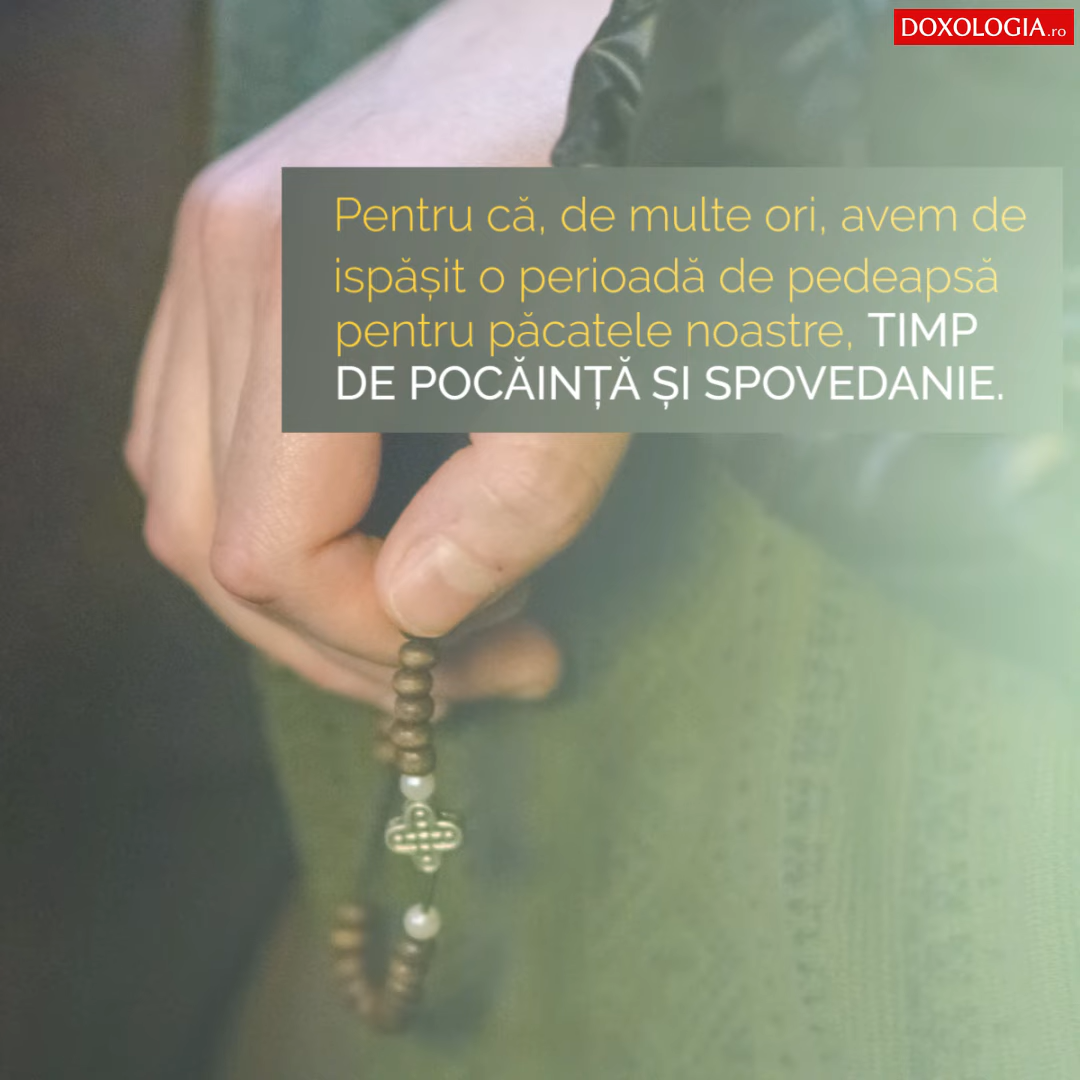 DOXOLOGIA.ro
Pentru că, de multe ori, avem de
ispășit o perioadă de pedeapsă
pentru păcatele noastre, TIMP
DE POCĂINȚĂ ȘI SPOVEDANIE.